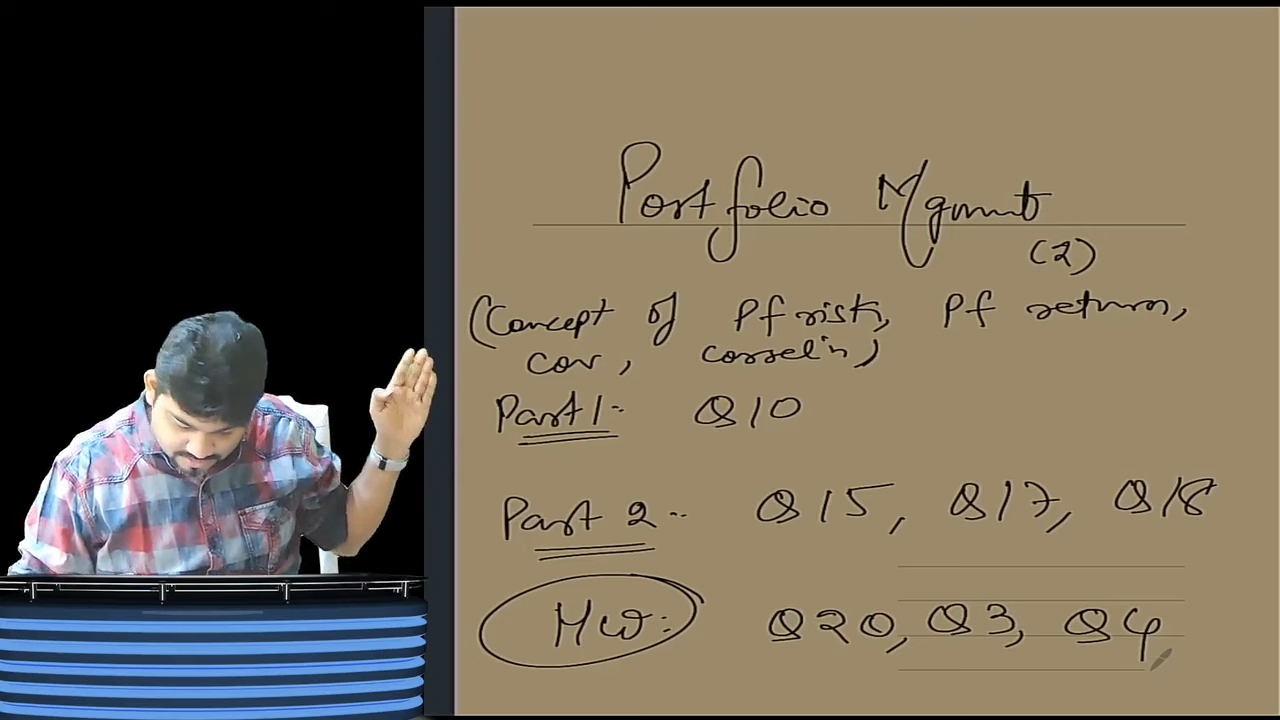 Portfolio Mgmnt
(2)
(Concept of Pf risk, Pf return,
cov, correl'n)
Part 1:- Q10
Part 2:- Q15, Q17, Q18
HW: Q20, Q3, Q4